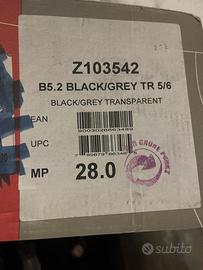 Z103542
B5.2 BLACK/GREY TR 5/6
BLACK/GREY TRANSPARENT
EAN
UPC
MP
28.0
subito